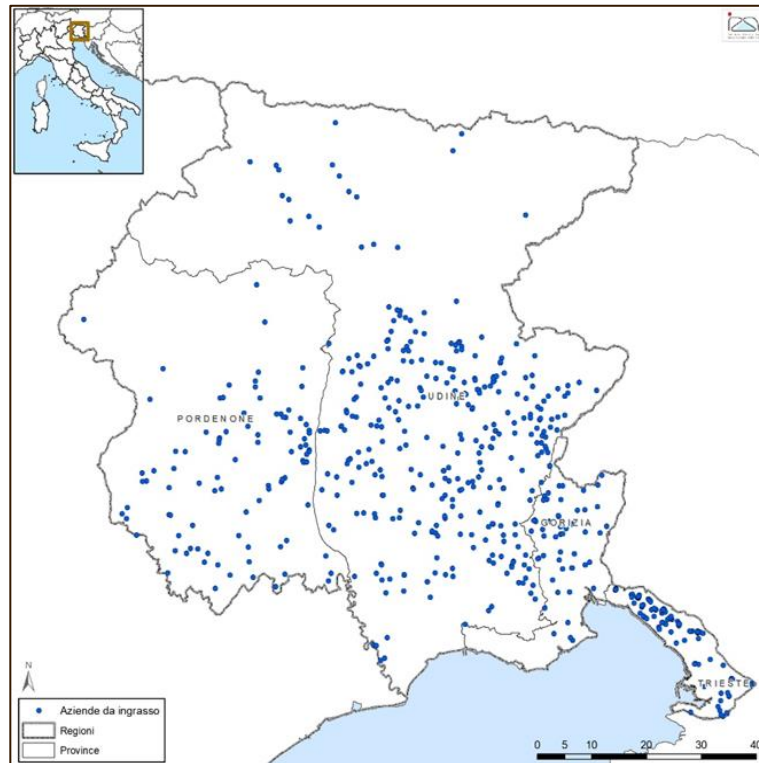 UDINE
PORDENONE
GORIZIA
TRIESTE
N
Aziende da ingrasso
Regioni
Province
0 5 10 20 30 40